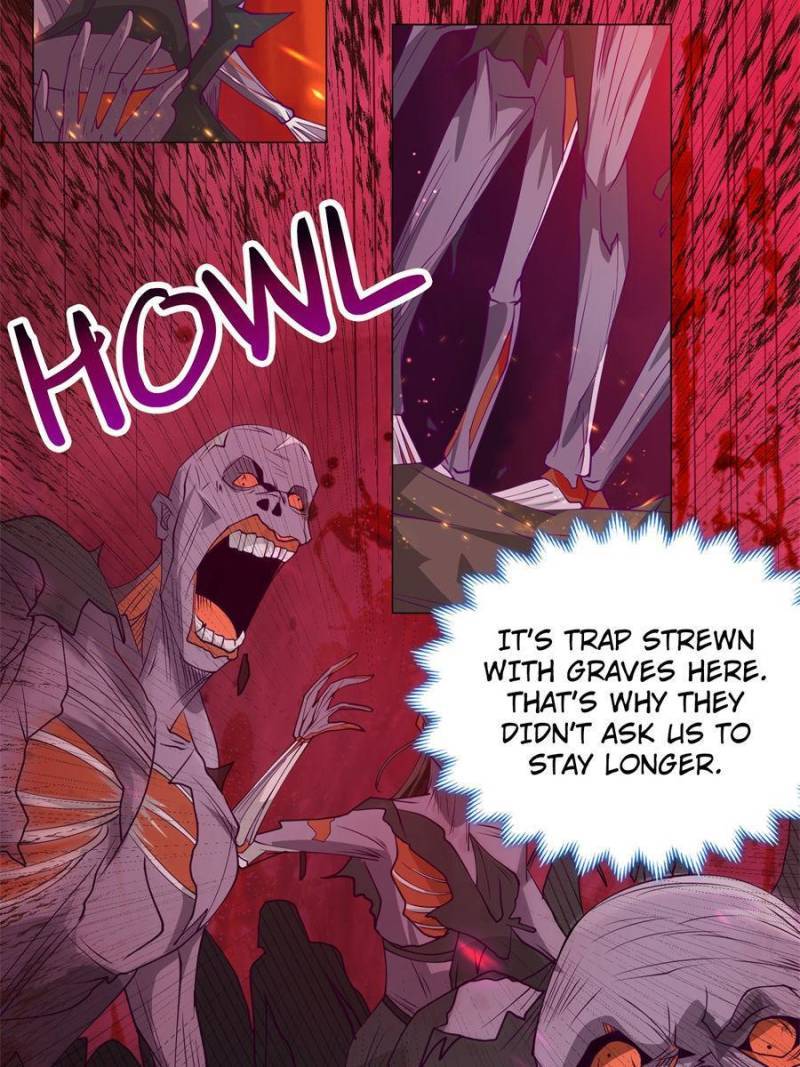 HOWL
IT'S TRAP STREWN
WITH GRAVES HERE.
THAT'S WHY THEY
DIDN'T ASK US TO
STAY LONGER.